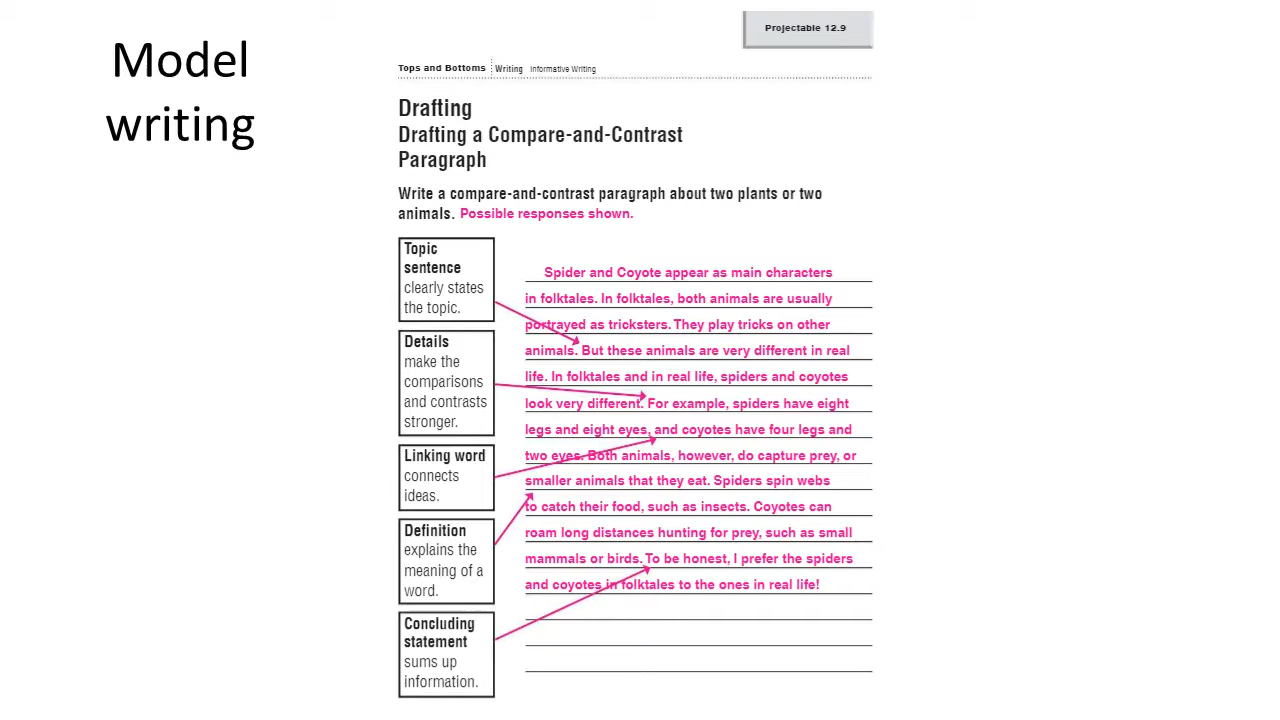 Model
writing
Projectable 12.9
Tops and Bottoms Writing Informative Writing
Drafting
Drafting a Compare-and-Contrast
Paragraph
Write a compare-and-contrast paragraph about two plants or two
animals. Possible responses shown.
Topic
sentence
clearly states
the topic.
Details
make the
comparisons
and contrasts
stronger.
Linking word
connects
ideas.
Definition
explains the
meaning of a
word.
Concluding
statement
sums up
information.
Spider and Coyote appear as main characters
in folktales. In folktales, both animals are usually
portrayed as tricksters. They play tricks on other
animals. But these animals are very different in real
life. In folktales and in real life, spiders and coyotes
look very different. For example, spiders have eight
legs and eight eyes, and coyotes have four legs and
two eyes. Both animals, however, do capture prey, or
smaller animals that they eat. Spiders spin webs
to catch their food, such as insects. Coyotes can
roam long distances hunting for prey, such as small
mammals or birds. To be honest, I prefer the spiders
and coyotes in folktales to the ones in real life!